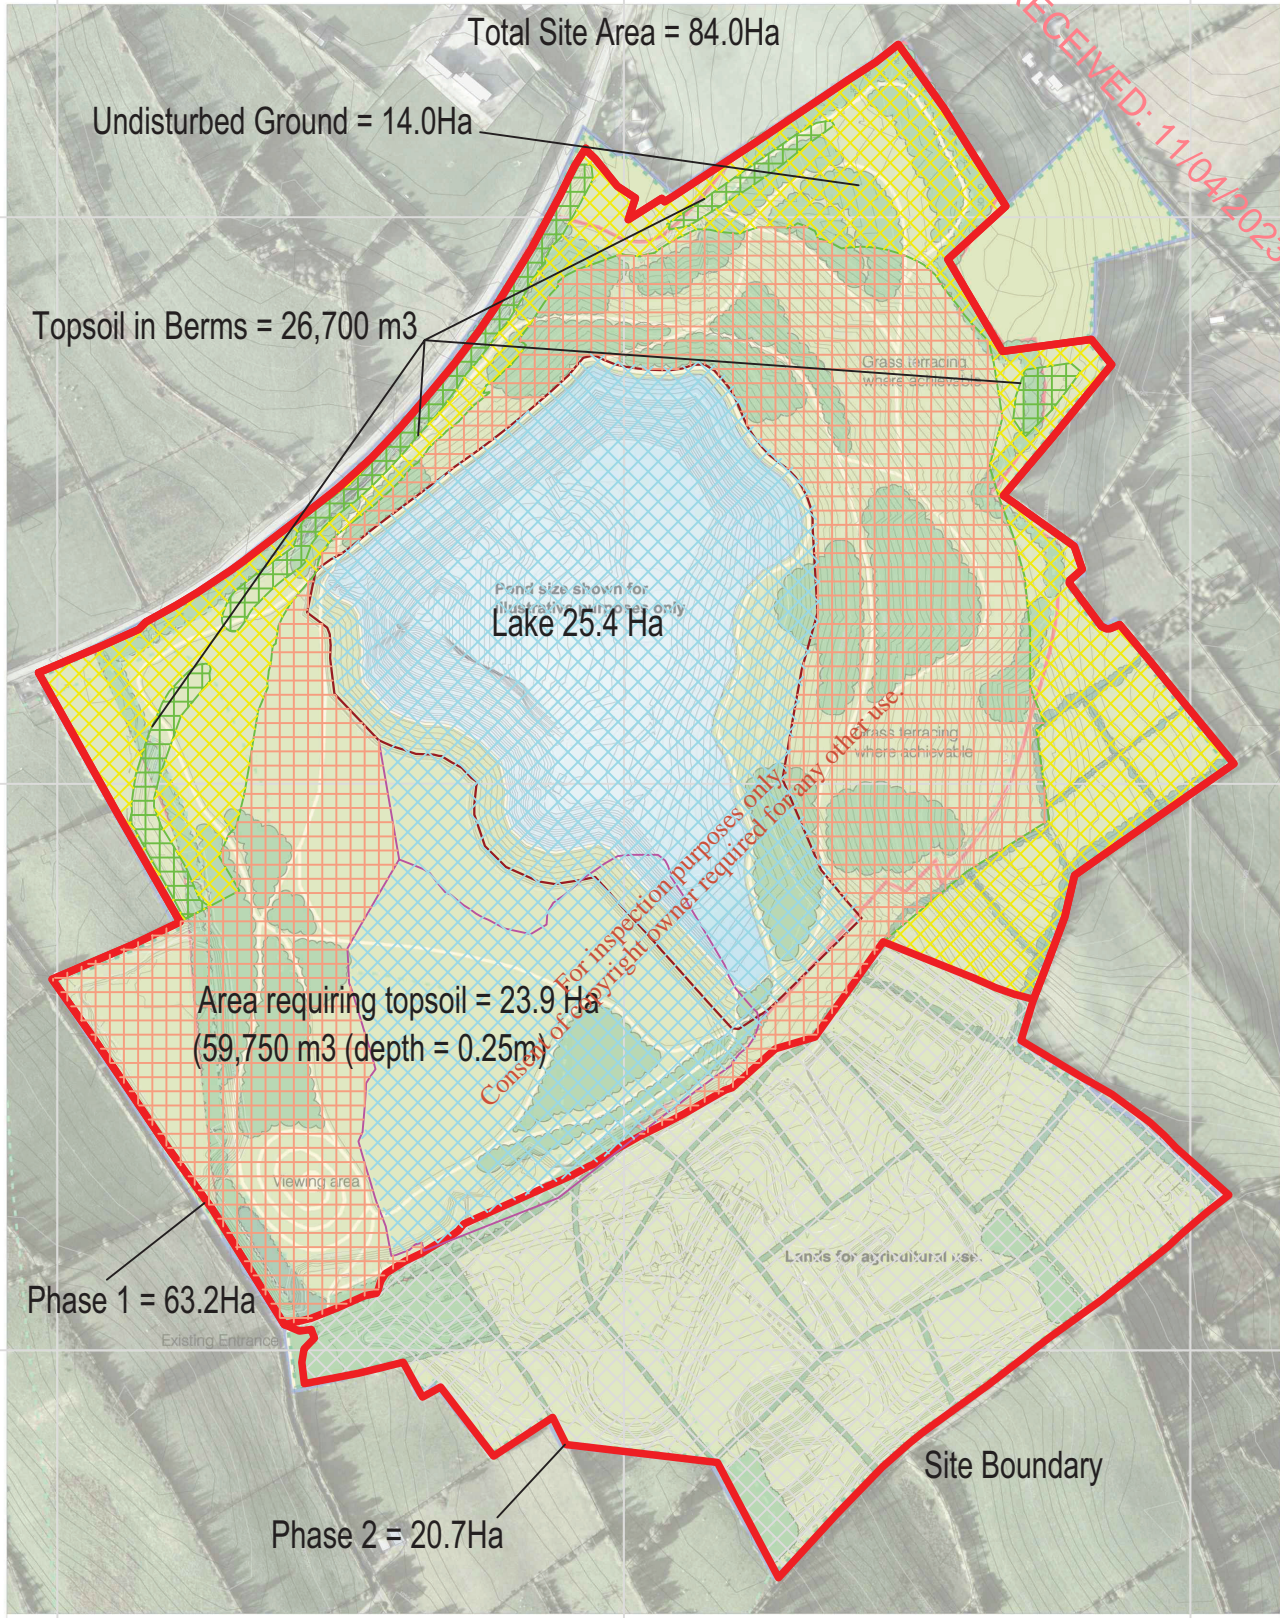 Total Site Area = 84.0Ha
RECEIVED: 11/04/2023
Undisturbed Ground = 14.0Ha
Topsoil in Berms = 26,700 m3
Grass terracing
where achievable
Pond size shown for
illustrative purposes only
Lake 25.4 Ha
Grass terracing
where achievable
For inspection purposes only.
Consent of copyright owner required for any other use.
Area requiring topsoil = 23.9 Ha
(59,750 m3 (depth = 0.25m)
Viewing area
Lands for agricultural use.
Phase 1 = 63.2Ha
Existing Entrance
Site Boundary
Phase 2 = 20.7Ha